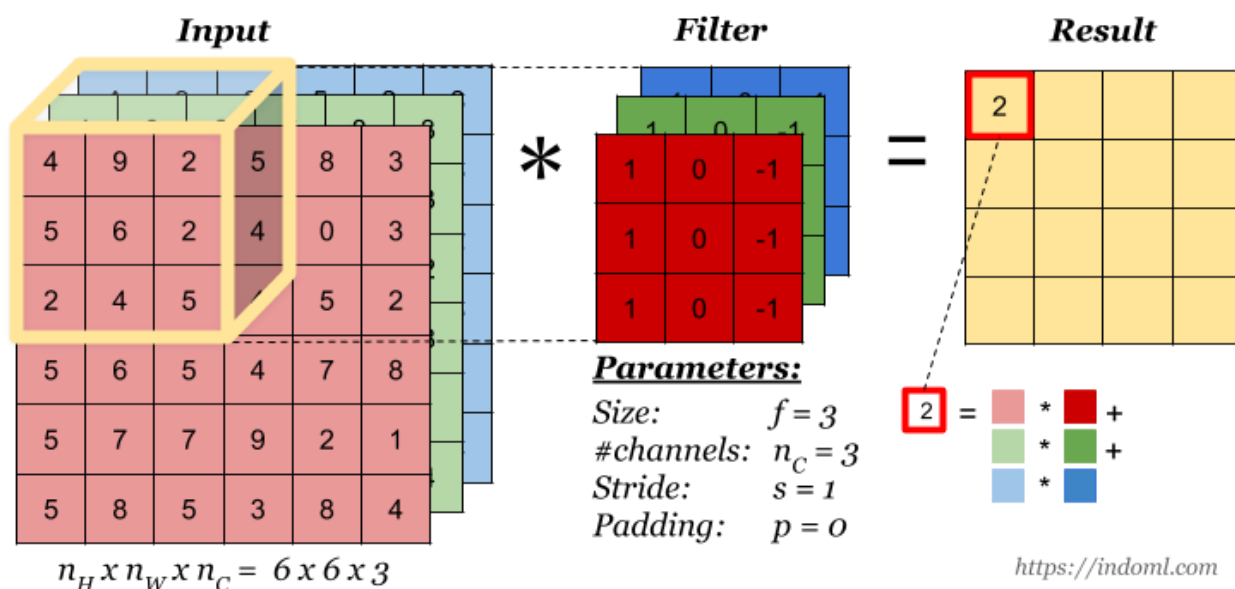 Input Filter Result
1 0 -1
4 9 2 5 8 3 1 0 -1 2
5 6 2 4 0 3 1 0 -1
2 4 5 5 2 1 0 -1
5 6 5 4 7 8
5 7 7 9 2 1
5 8 5 3 8 4
n_H x n_W x n_C = 6 x 6 x 3
* =
Parameters:
Size: f = 3
#channels: n_C = 3
Stride: s = 1
Padding: p = 0
2 = * +
* +
*
https://indoml.com